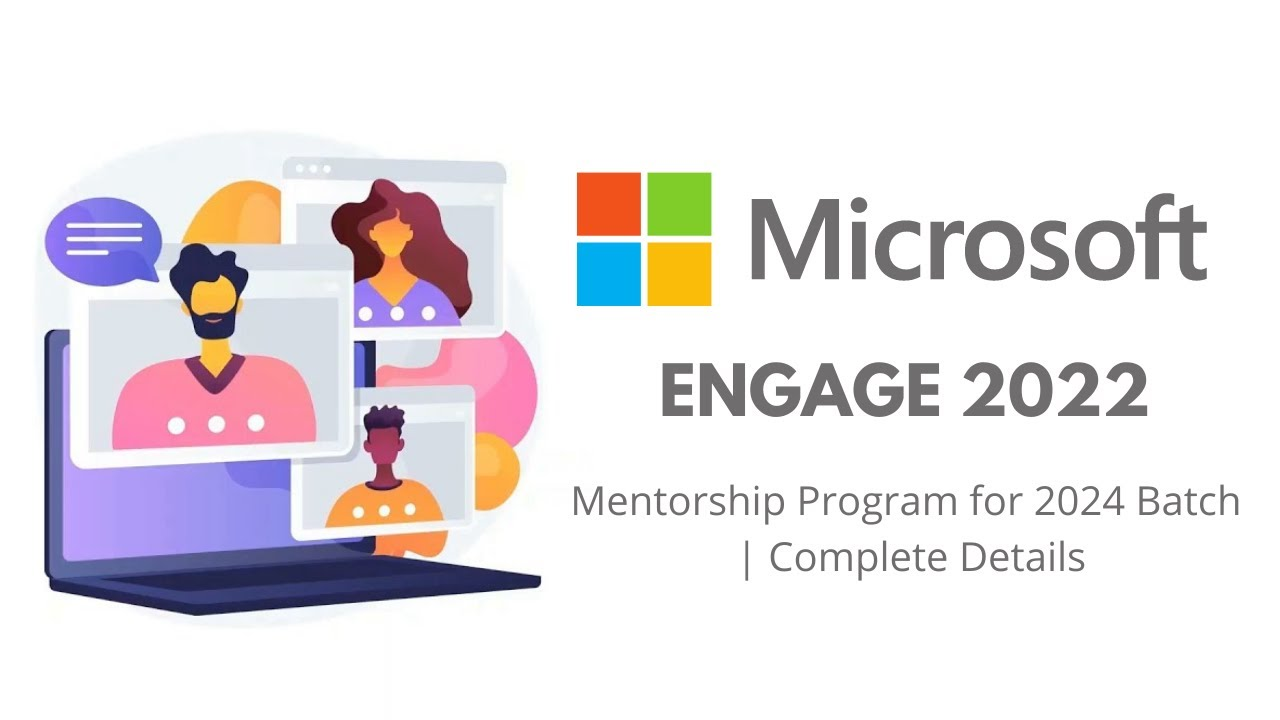 Microsoft
ENGAGE 2022
Mentorship Program for 2024 Batch
| Complete Details